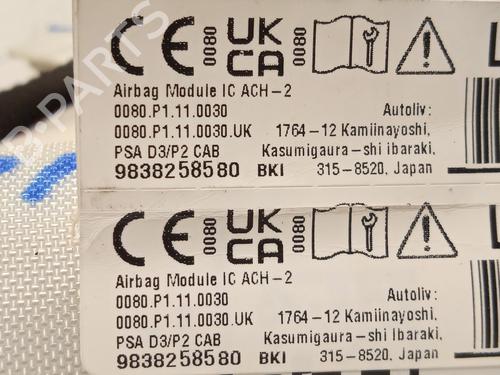 CE 0080 UK CA 0080
Airbag Module IC ACH-2
0080.P1.11.0030 Autoliv:
0080.P1.11.0030.UK 1764-12 Kamiinayoshi,
PSA D3/P2 CAB Kasumigaura-shi Ibaraki,
9838258580 BKI 315-8520, Japan
CE 0080 UK CA 0080
Airbag Module IC ACH-2
0080.P1.11.0030 Autoliv:
0080.P1.11.0030.UK 1764-12 Kamiinayoshi,
PSA D3/P2 CAB Kasumigaura-shi Ibaraki,
9838258580 BKI 315-8520, Japan